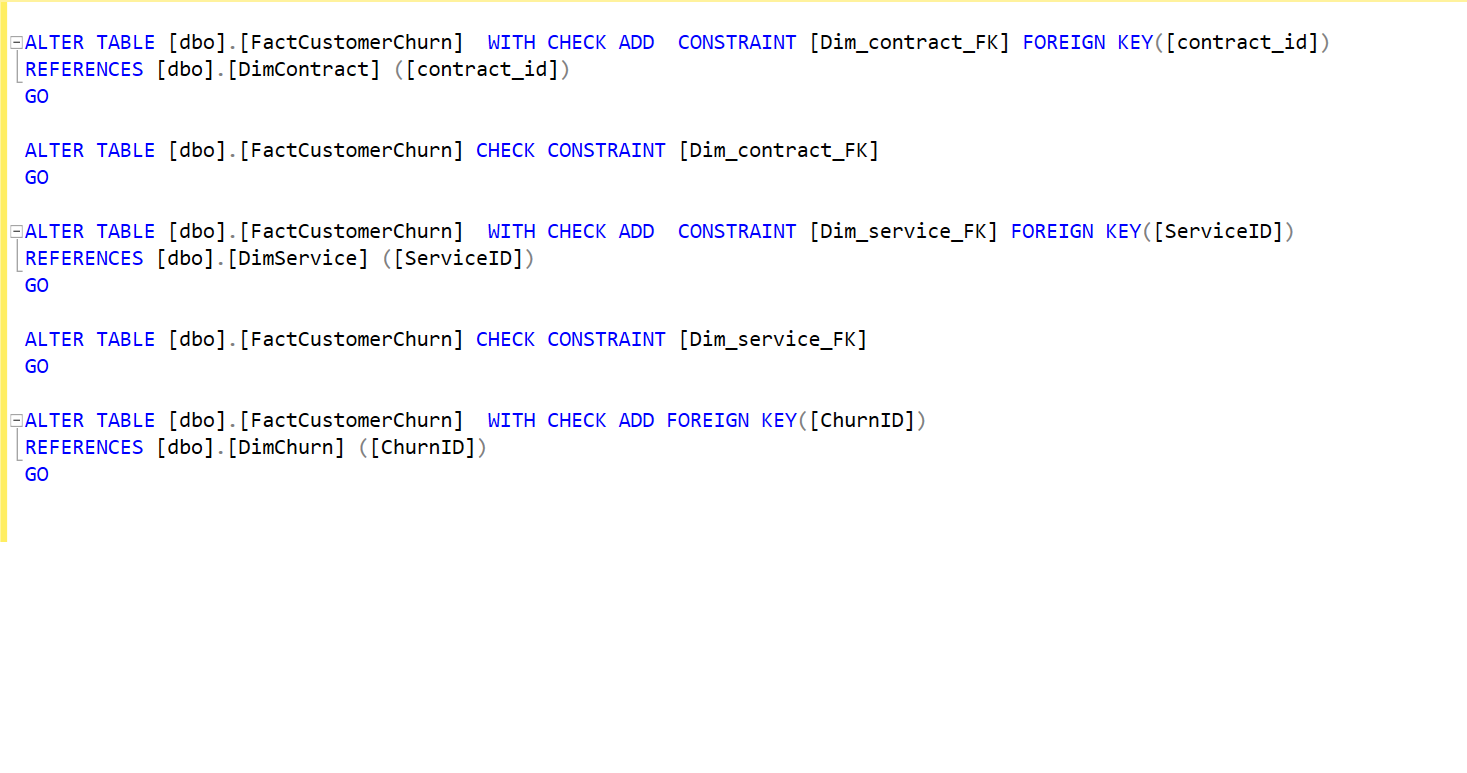 ALTER TABLE [dbo].[FactCustomerChurn]  WITH CHECK ADD  CONSTRAINT [Dim_contract_FK] FOREIGN KEY([contract_id])
REFERENCES [dbo].[DimContract] ([contract_id])
GO
ALTER TABLE [dbo].[FactCustomerChurn] CHECK CONSTRAINT [Dim_contract_FK]
GO
ALTER TABLE [dbo].[FactCustomerChurn]  WITH CHECK ADD  CONSTRAINT [Dim_service_FK] FOREIGN KEY([ServiceID])
REFERENCES [dbo].[DimService] ([ServiceID])
GO
ALTER TABLE [dbo].[FactCustomerChurn] CHECK CONSTRAINT [Dim_service_FK]
GO
ALTER TABLE [dbo].[FactCustomerChurn]  WITH CHECK ADD FOREIGN KEY([ChurnID])
REFERENCES [dbo].[DimChurn] ([ChurnID])
GO